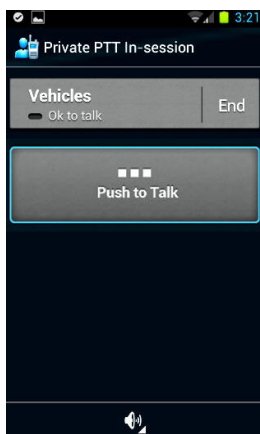 3:21
Private PTT In-session
Vehicles
End
Ok to talk
Push to Talk